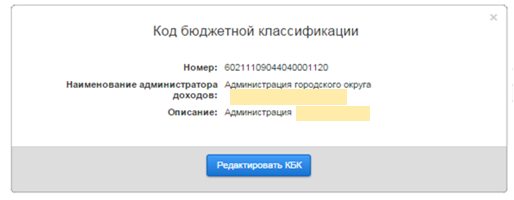 Код бюджетной классификации
Номер: 60211109044040001120
Наименование администратора Администрация городского округа
доходов:
Описание: Администрация
Редактировать КБК